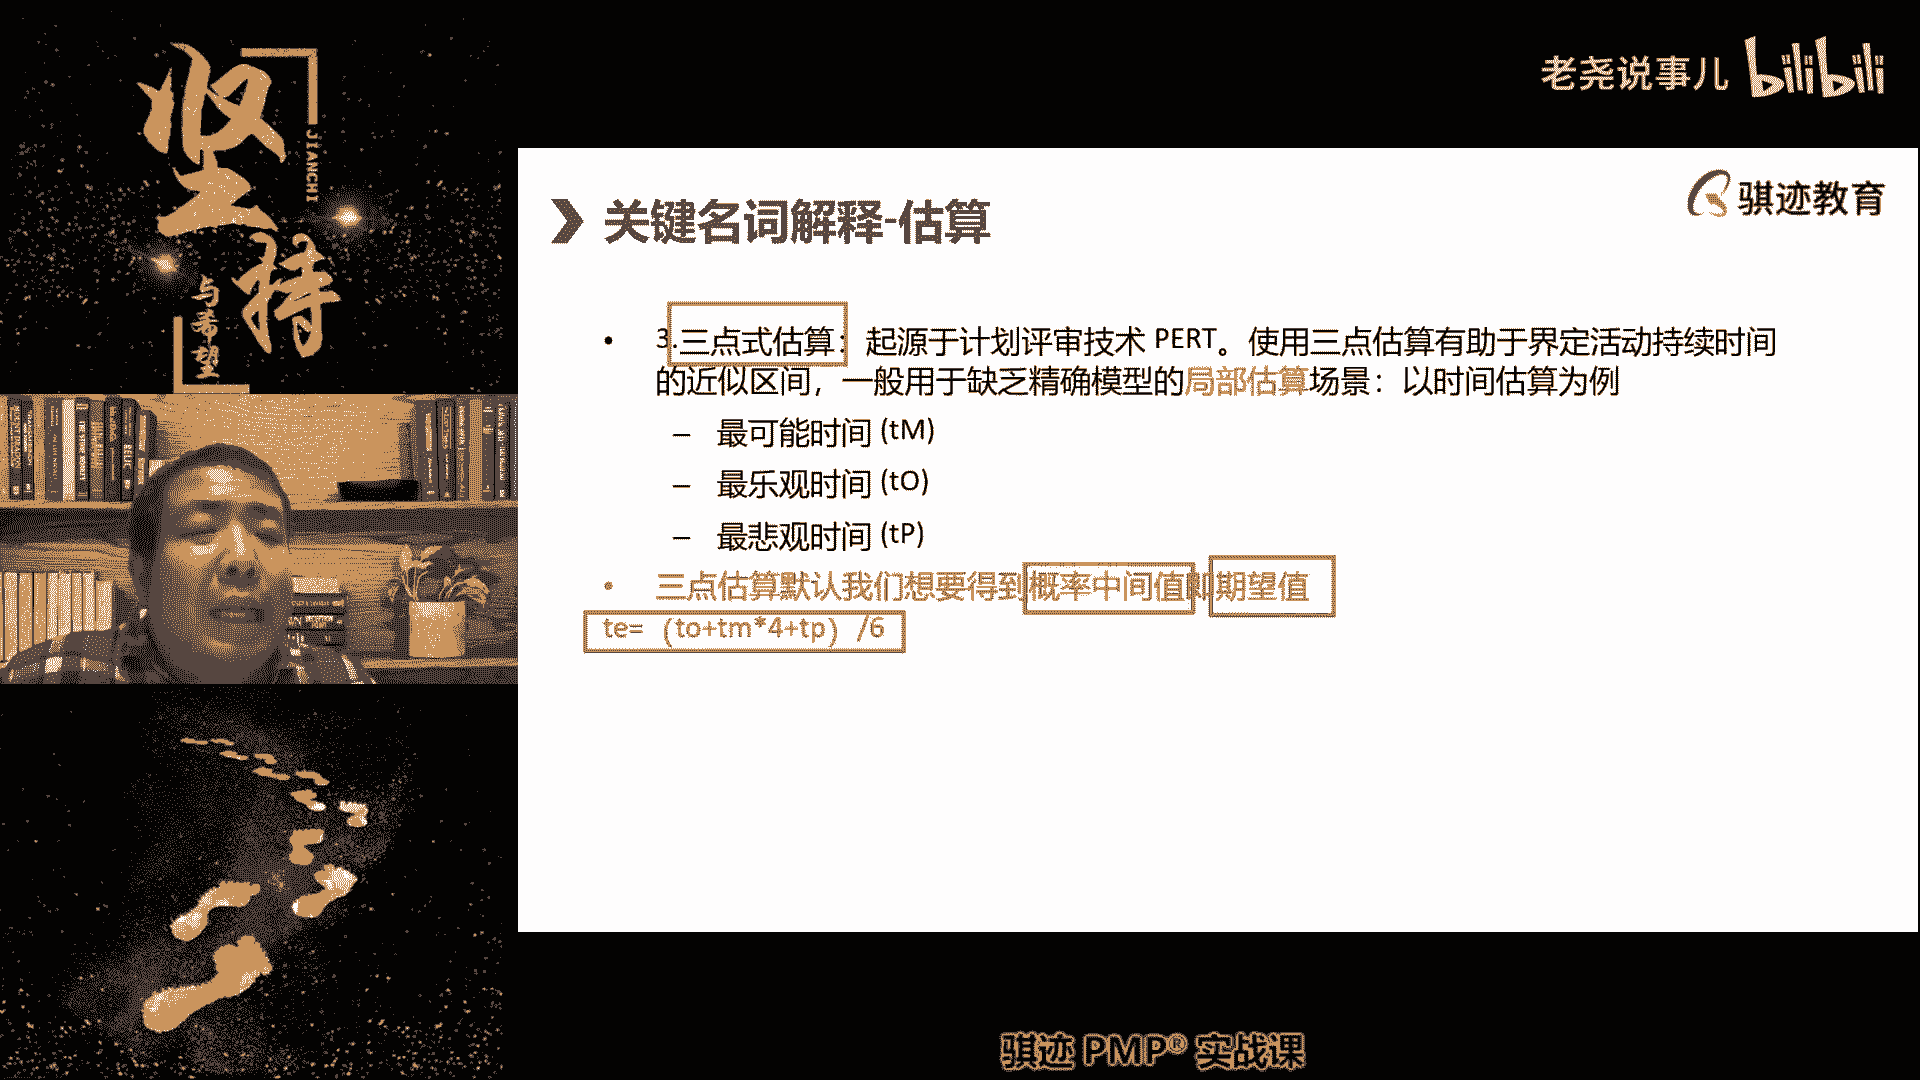 坚持
JIANCHI
与希望
老尧说事儿 bilibili
骐迹教育
关键名词解释-估算
• 3.三点式估算：起源于计划评审技术 PERT。使用三点估算有助于界定活动持续时间
的近似区间，一般用于缺乏精确模型的局部估算场景：以时间估算为例
– 最可能时间 (tM)
– 最乐观时间 (tO)
– 最悲观时间 (tP)
• 三点估算默认我们想要得到概率中间值即期望值
te=（to+tm*4+tp）/6
骐迹 PMP® 实战课